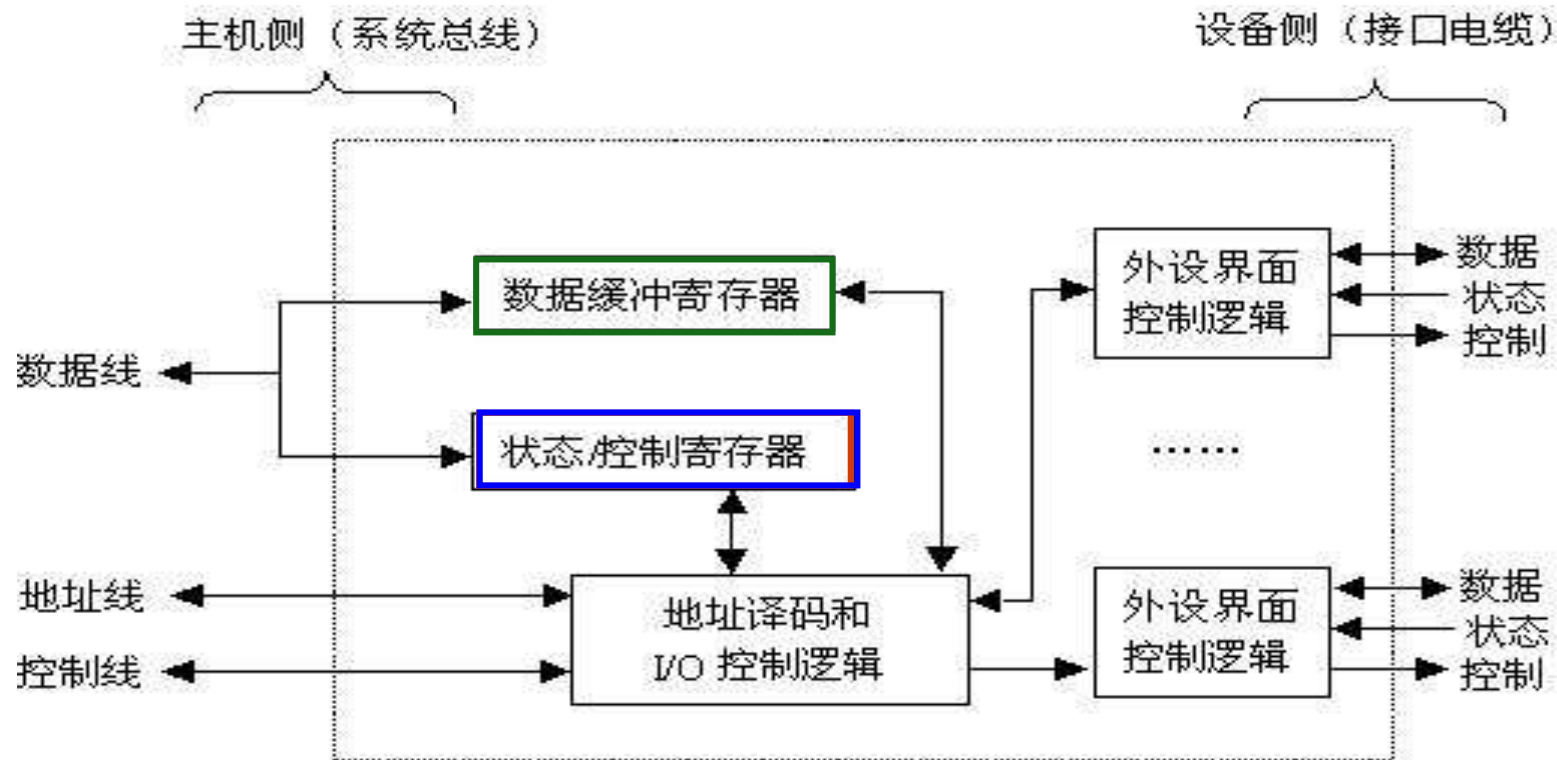 主机侧（系统总线）
设备侧（接口电缆）
数据缓冲寄存器
外设界面
控制逻辑
数据
状态
控制
数据线
状态/控制寄存器
……
地址线
控制线
地址译码和
I/O 控制逻辑
外设界面
控制逻辑
数据
状态
控制